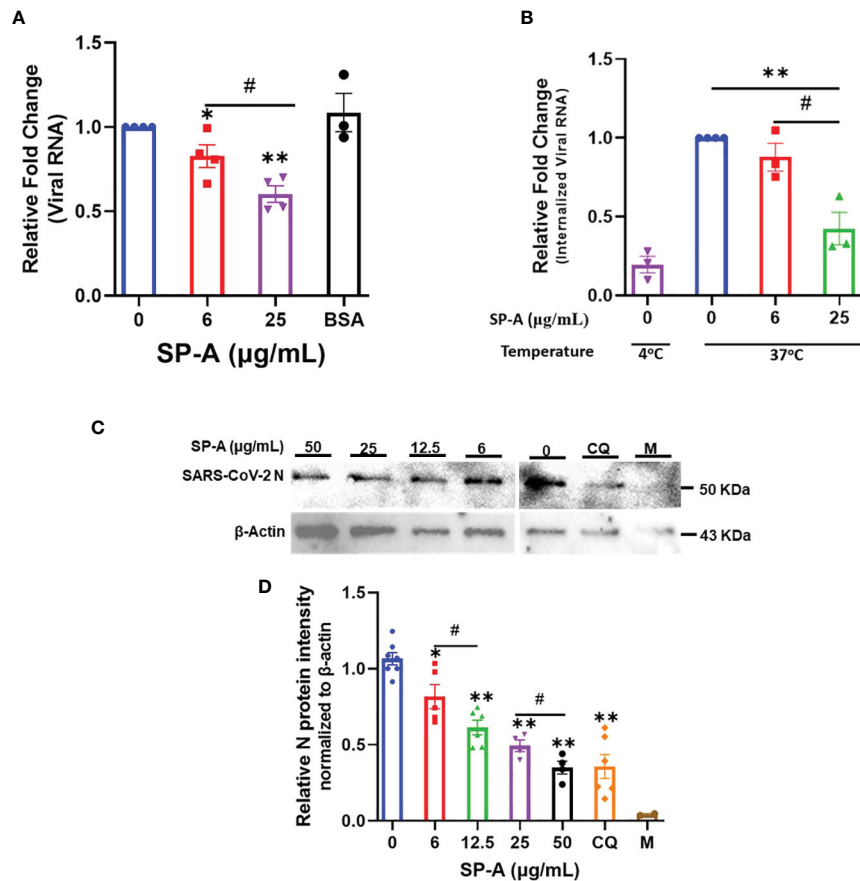 A
Relative Fold Change
(Viral RNA)
1.5
1.0
0.5
0.0
#
*
**
0 6 25 BSA
SP-A (µg/mL)
B
Relative Fold Change
(Internalized Viral RNA)
1.5
1.0
0.5
0.0
**
#
SP-A (µg/mL) 0 0 6 25
Temperature 4°C 37°C
C
SP-A (µg/mL) 50 25 12.5 6 0 CQ M
SARS-CoV-2 N
50 KDa
β-Actin
43 KDa
D
Relative N protein intensity
normalized to β-actin
1.5
1.0
0.5
0.0
#
*
**
#
**
**
**
0 6 12.5 25 50 CQ M
SP-A (µg/mL)